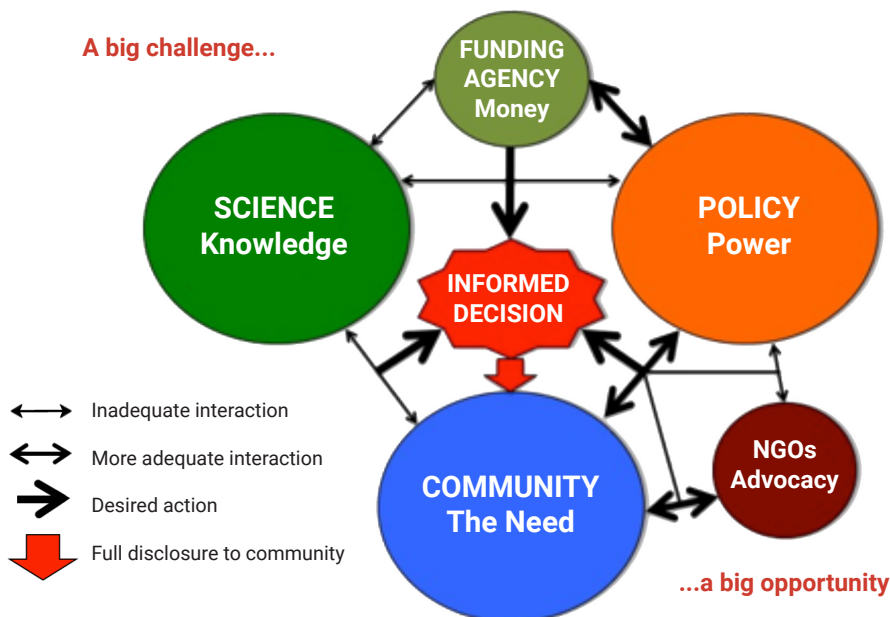 A big challenge...
FUNDING
AGENCY
Money
SCIENCE
Knowledge
POLICY
Power
INFORMED
DECISION
Inadequate interaction
More adequate interaction
Desired action
Full disclosure to community
COMMUNITY
The Need
NGOs
Advocacy
...a big opportunity